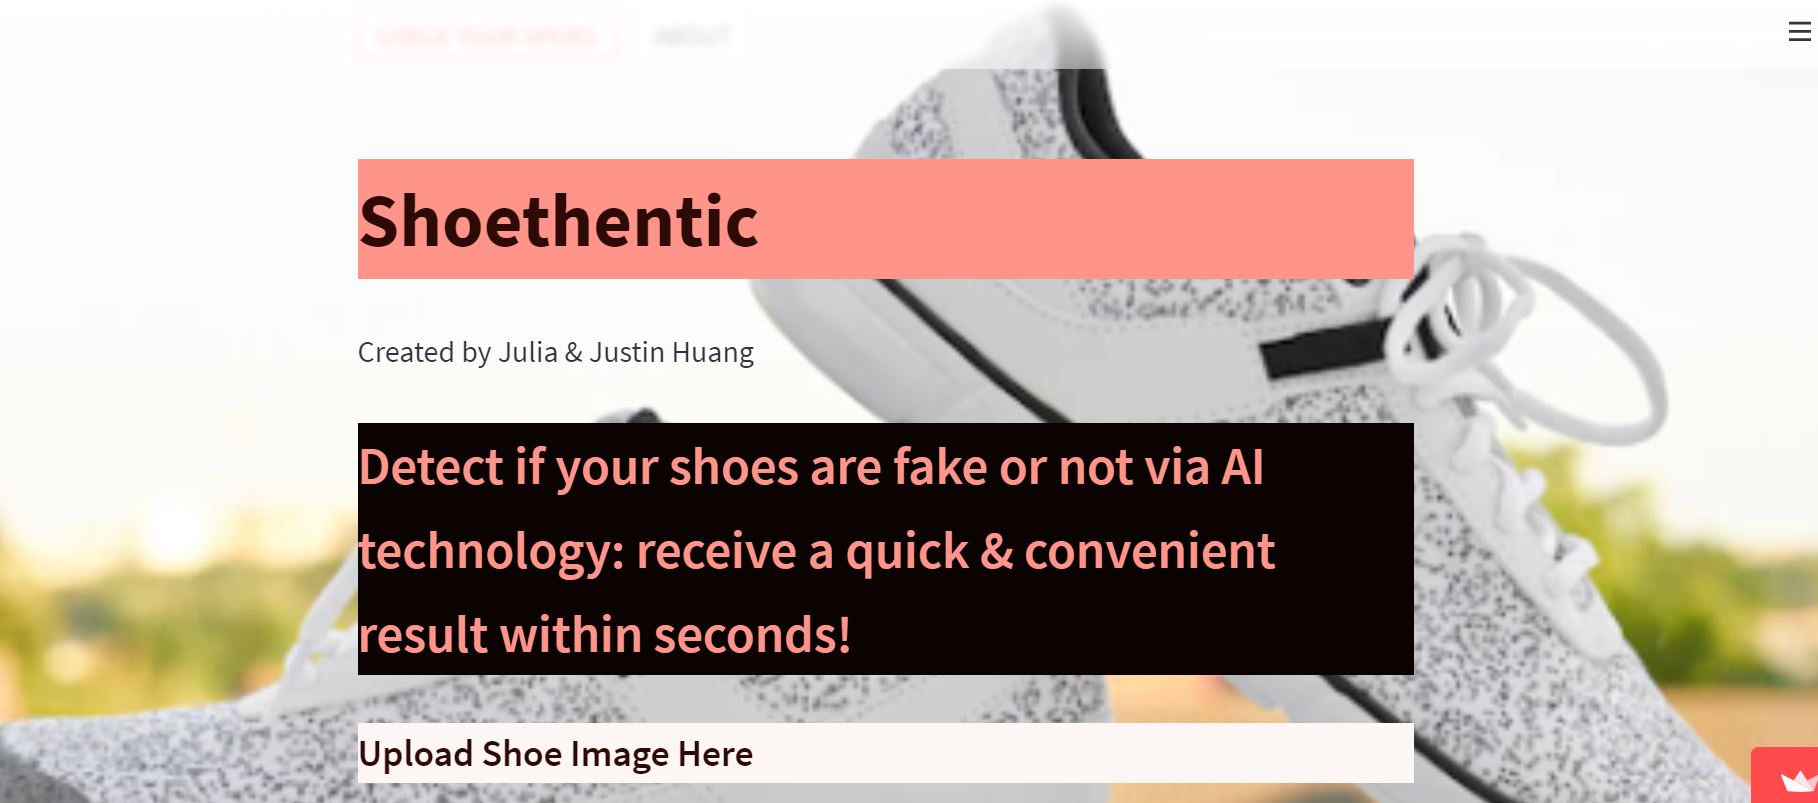 CHECK YOUR SHOES ABOUT
Shoethentic
Created by Julia & Justin Huang
Detect if your shoes are fake or not via AI
technology: receive a quick & convenient
result within seconds!
Upload Shoe Image Here